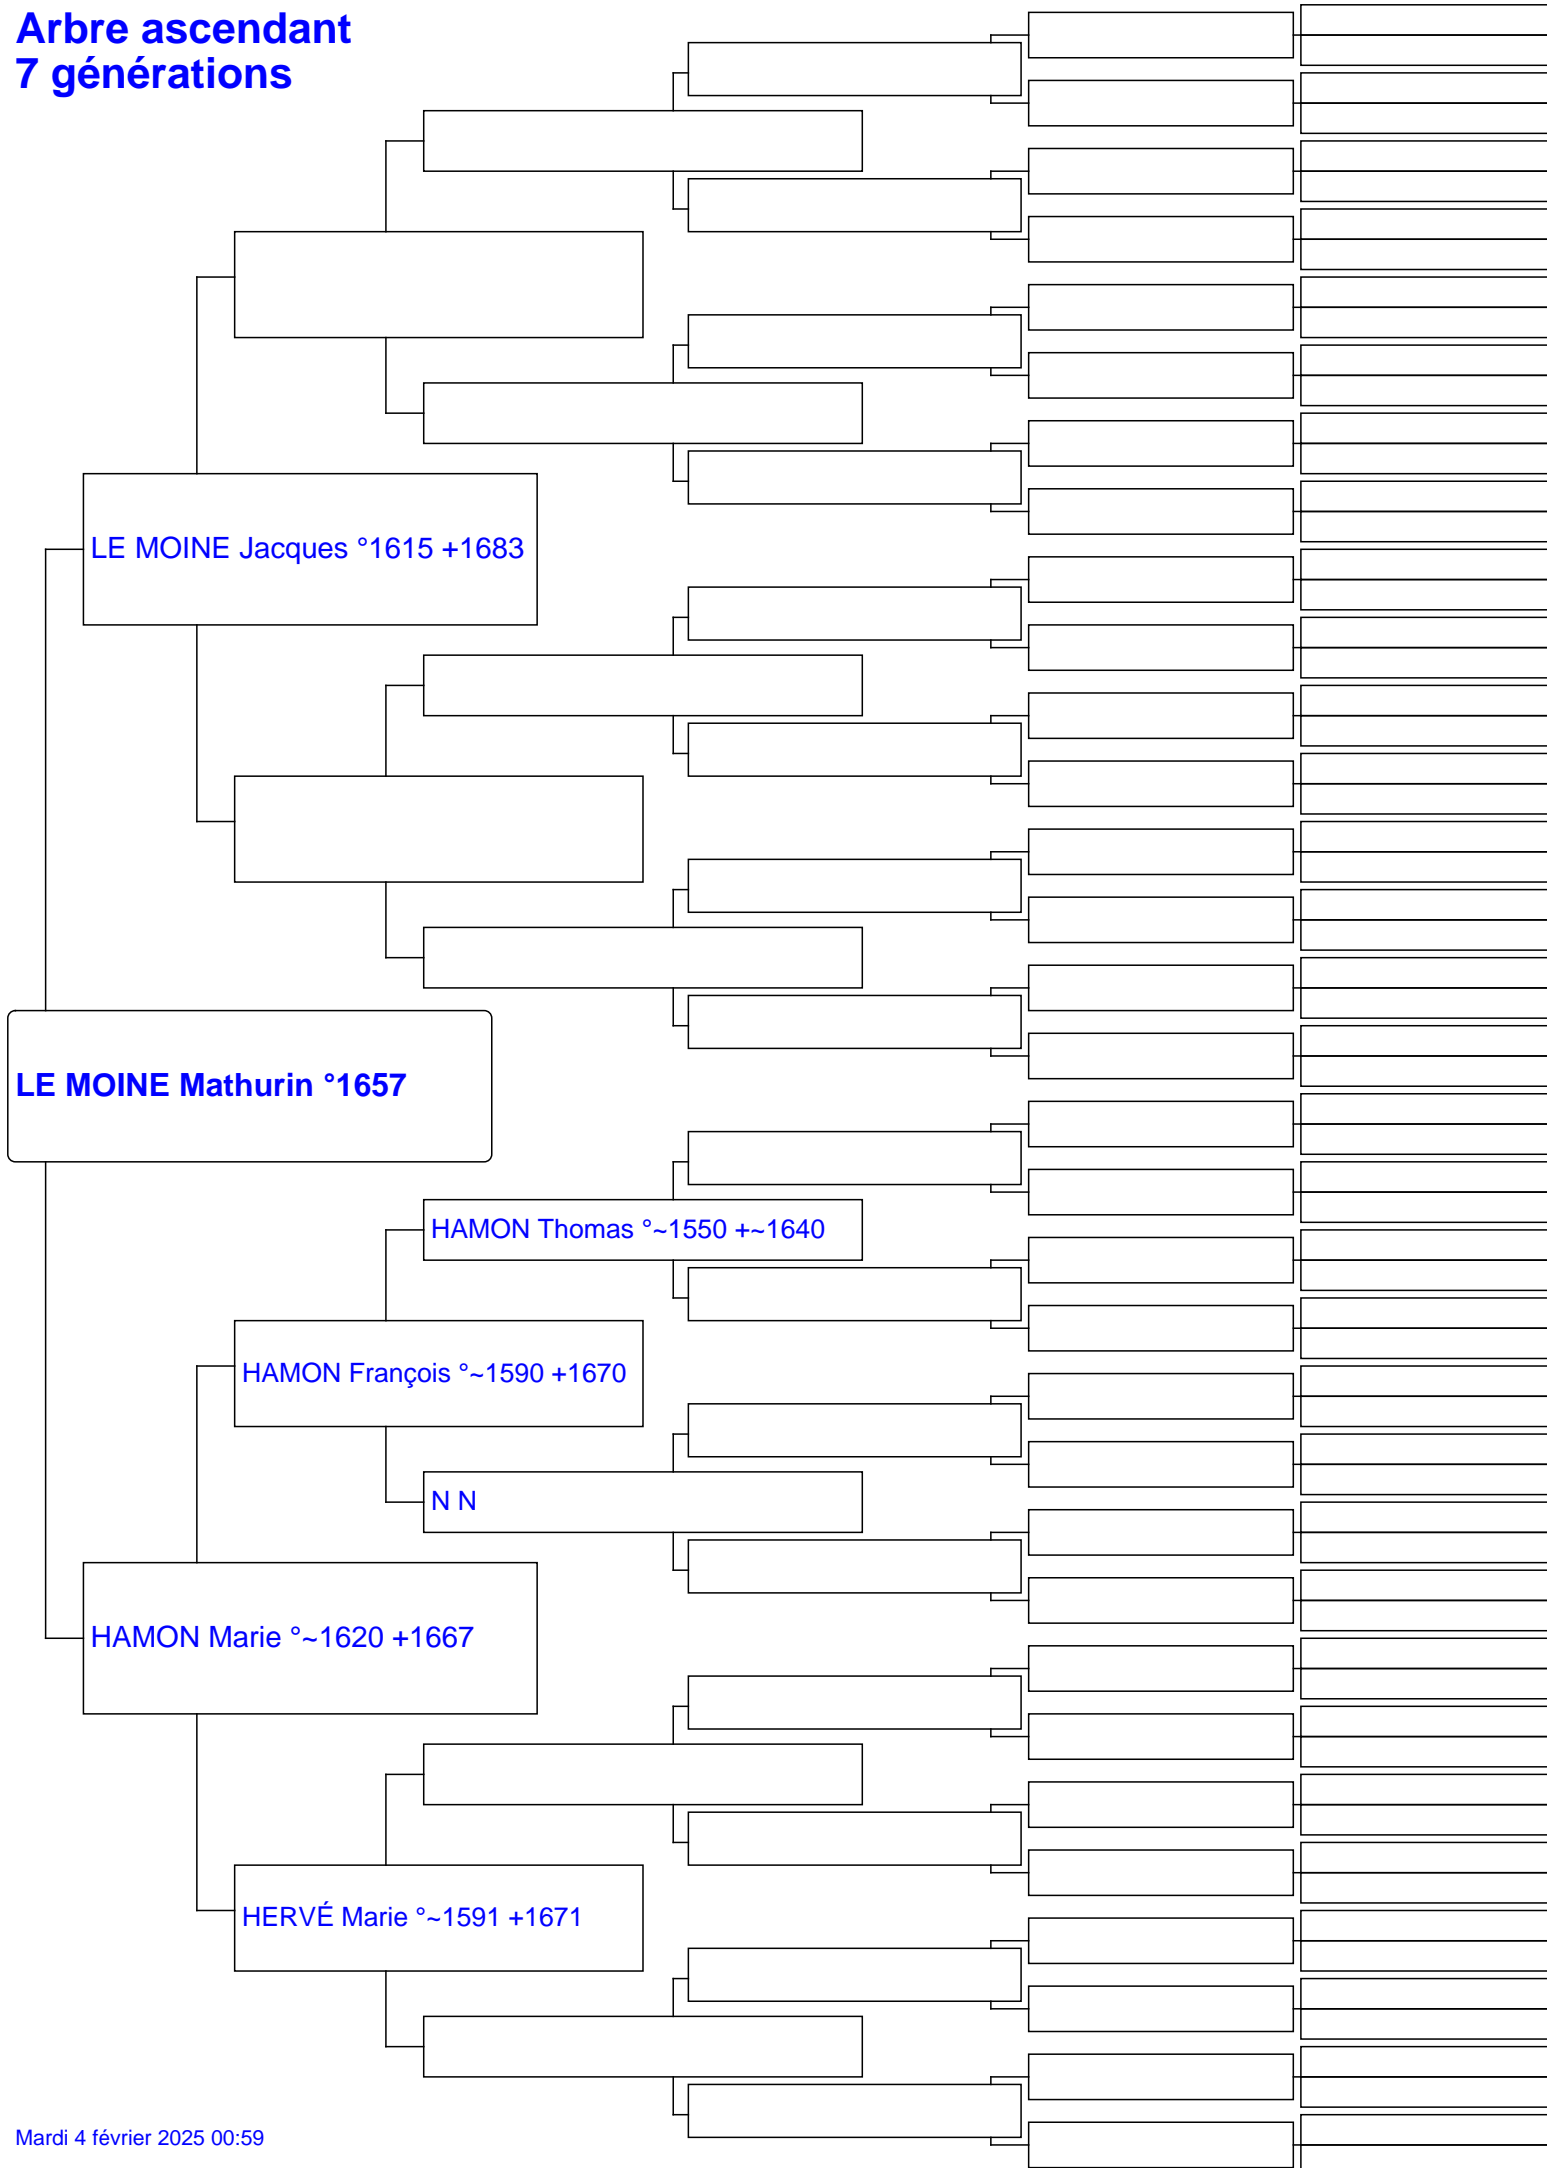 Arbre ascendant
7 générations
LE MOINE Jacques °1615 +1683
LE MOINE Mathurin °1657
HAMON Thomas °~1550 +~1640
HAMON François °~1590 +1670
N N
HAMON Marie °~1620 +1667
HERVÉ Marie °~1591 +1671
Mardi 4 février 2025 00:59